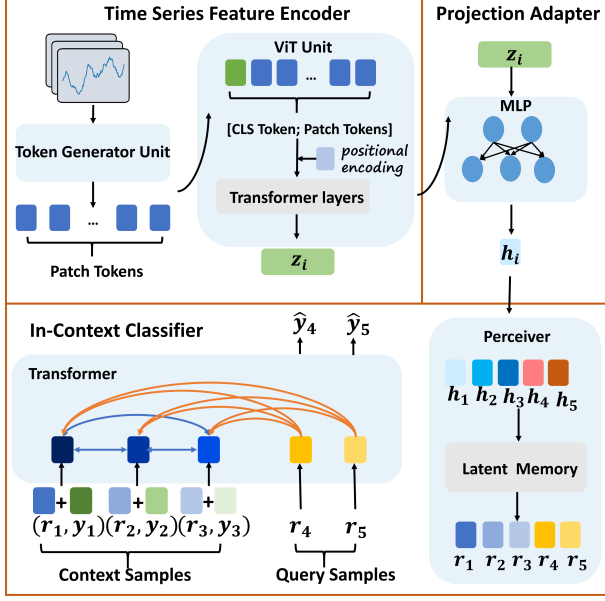 Time Series Feature Encoder
Token Generator Unit
...
Patch Tokens
ViT Unit
...
[CLS Token; Patch Tokens]
positional
encoding
Transformer layers
z_i
Projection Adapter
z_i
MLP
h_i
In-Context Classifier
ŷ_4 ŷ_5
Transformer
+ + +
(r_1, y_1) (r_2, y_2) (r_3, y_3) r_4 r_5
Context Samples Query Samples
Perceiver
h_1 h_2 h_3 h_4 h_5
Latent Memory
r_1 r_2 r_3 r_4 r_5